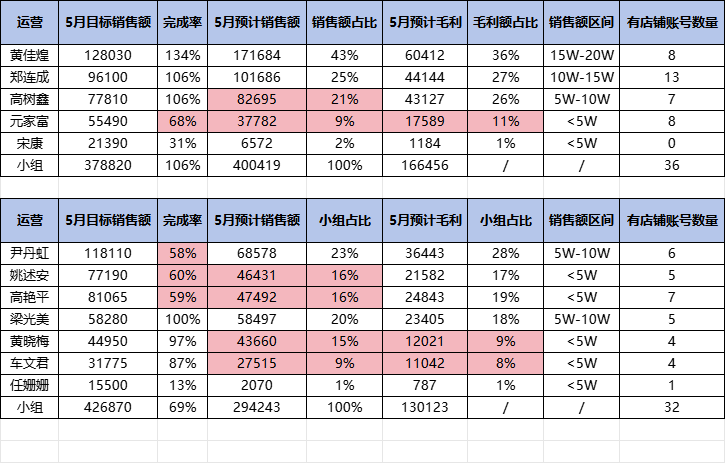 运营 5月目标销售额 完成率 5月预计销售额 销售额占比 5月预计毛利 毛利额占比 销售额区间 有店铺账号数量
黄佳煌 128030 134% 171684 43% 60412 36% 15W-20W 8
郑连成 96100 106% 101686 25% 44144 27% 10W-15W 13
高树鑫 77810 106% 82695 21% 43127 26% 5W-10W 7
元家富 55490 68% 37782 9% 17589 11% <5W 8
宋康 21390 31% 6572 2% 1184 1% <5W 0
小组 378820 106% 400419 100% 166456 / / 36
运营 5月目标销售额 完成率 5月预计销售额 小组占比 5月预计毛利 小组占比 销售额区间 有店铺账号数量
尹丹虹 118110 58% 68578 23% 36443 28% 5W-10W 6
姚述安 77190 60% 46431 16% 21582 17% <5W 5
高艳平 81065 59% 47492 16% 24843 19% <5W 7
梁光美 58280 100% 58497 20% 23405 18% 5W-10W 5
黄晓梅 44950 97% 43660 15% 12021 9% <5W 4
车文君 31775 87% 27515 9% 11042 8% <5W 4
任姗姗 15500 13% 2070 1% 787 1% <5W 1
小组 426870 69% 294243 100% 130123 / / 32